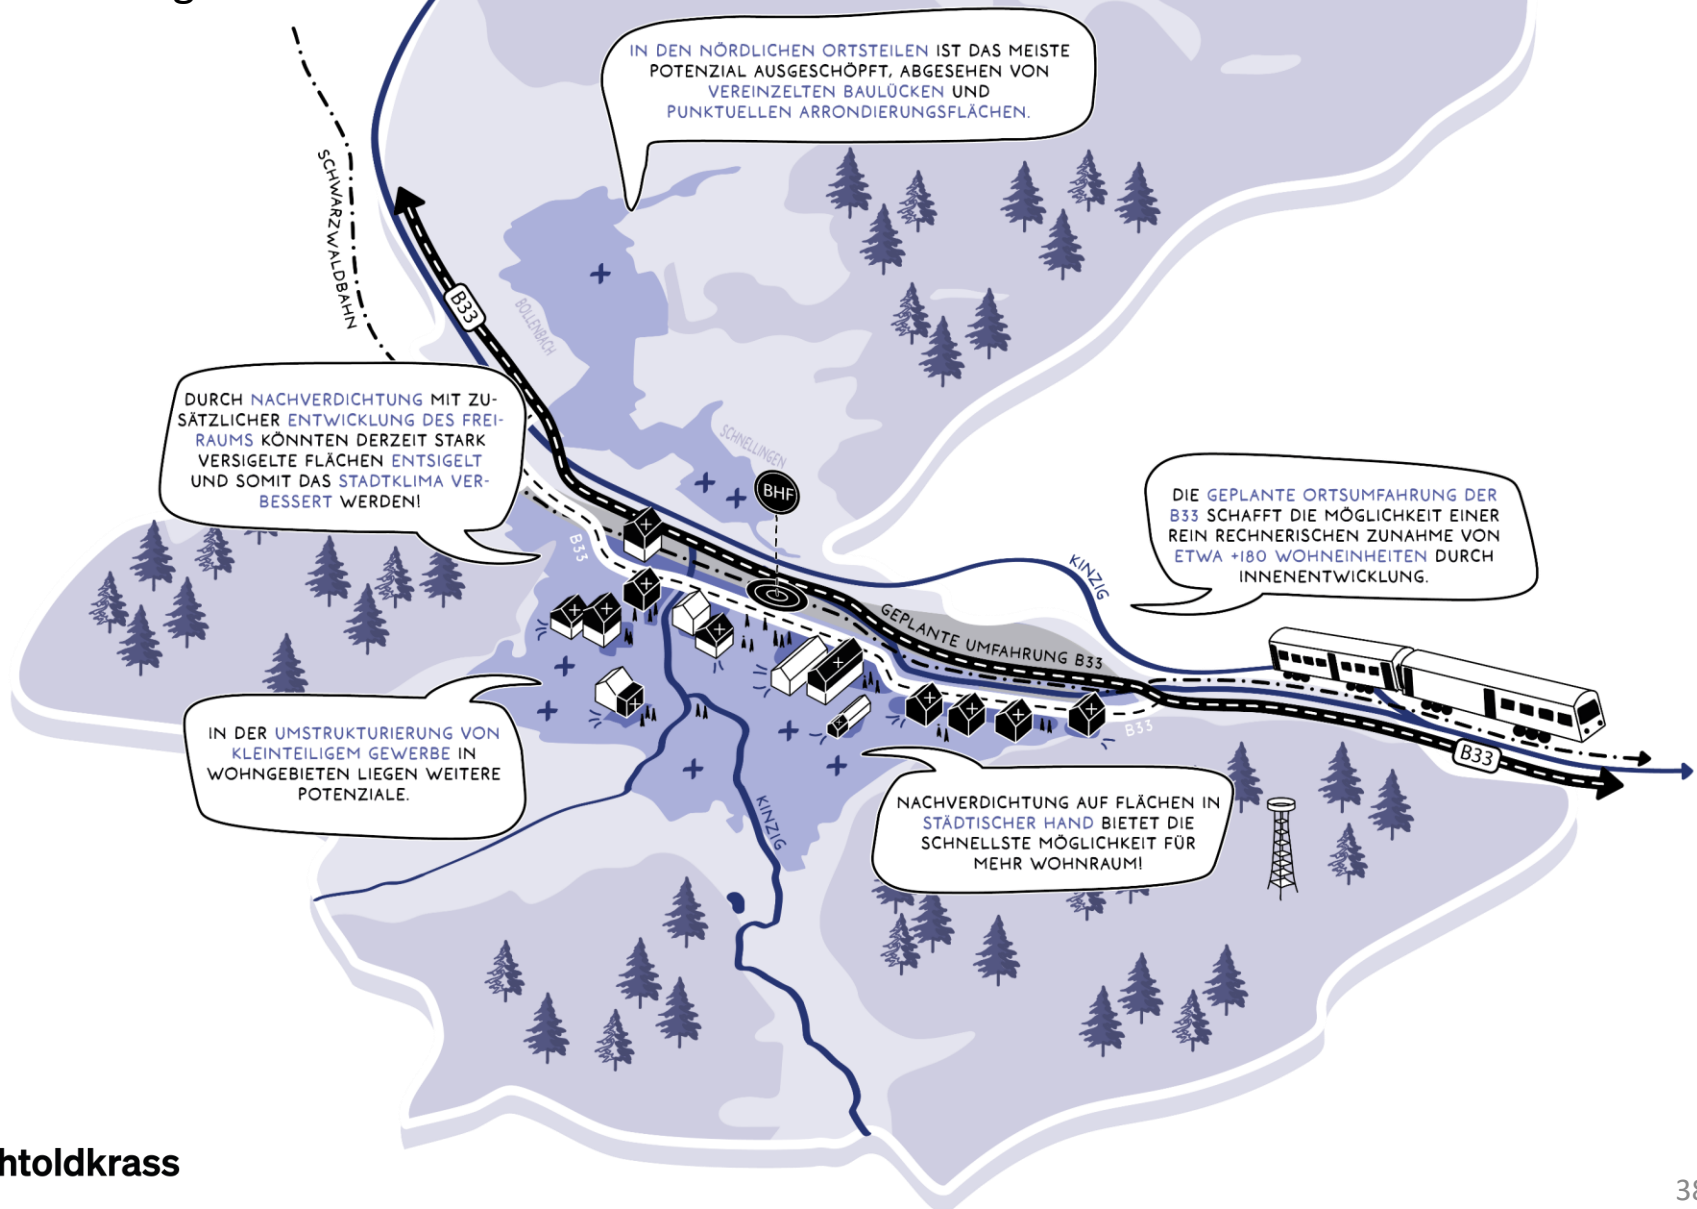 IN DEN NÖRDLICHEN ORTSTEILEN IST DAS MEISTE
POTENZIAL AUSGESCHÖPFT, ABGESEHEN VON
VEREINZELTEN BAULÜCKEN UND
PUNKTUELLEN ARRONDIERUNGSFLÄCHEN.
SCHWARZWALDBAHN
B33
BOLLENBACH
DURCH NACHVERDICHTUNG MIT ZU-
SÄTZLICHER ENTWICKLUNG DES FREI-
RAUMS KÖNNTEN DERZEIT STARK
VERSIGELTE FLÄCHEN ENTSIGELT
UND SOMIT DAS STADTKLIMA VER-
BESSERT WERDEN!
SCHNELLINGEN
BHF
B33
DIE GEPLANTE ORTSUMFAHRUNG DER
B33 SCHAFFT DIE MÖGLICHKEIT EINER
REIN RECHNERISCHEN ZUNAHME VON
ETWA +180 WOHNEINHEITEN DURCH
INNENENTWICKLUNG.
KINZIG
GEPLANTE UMFAHRUNG B33
IN DER UMSTRUKTURIERUNG VON
KLEINTEILIGEM GEWERBE IN
WOHNGEBIETEN LIEGEN WEITERE
POTENZIALE.
B33
B33
KINZIG
NACHVERDICHTUNG AUF FLÄCHEN IN
STÄDTISCHER HAND BIETET DIE
SCHNELLSTE MÖGLICHKEIT FÜR
MEHR WOHNRAUM!
htoldkrass
38